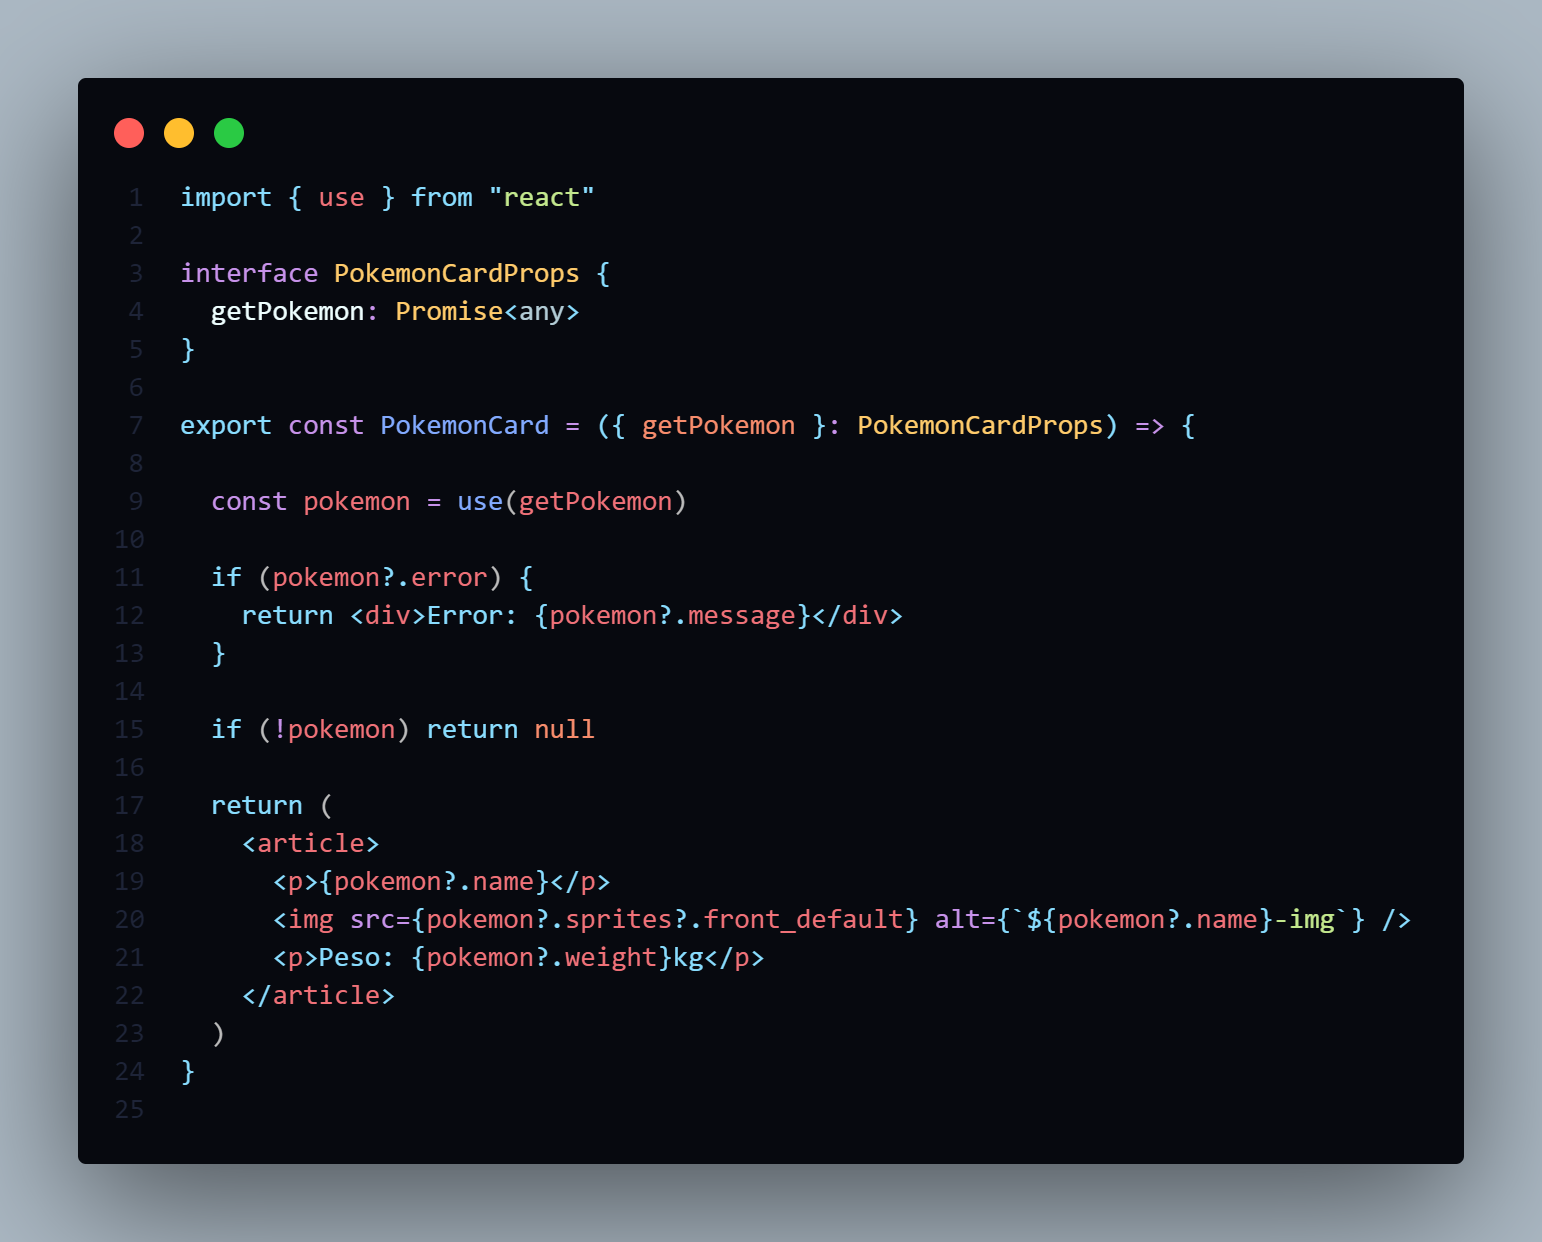 1 import { use } from "react"
2
3 interface PokemonCardProps {
4   getPokemon: Promise<any>
5 }
6
7 export const PokemonCard = ({ getPokemon }: PokemonCardProps) => {
8
9   const pokemon = use(getPokemon)
10
11   if (pokemon?.error) {
12     return <div>Error: {pokemon?.message}</div>
13   }
14
15   if (!pokemon) return null
16
17   return (
18     <article>
19       <p>{pokemon?.name}</p>
20       <img src={pokemon?.sprites?.front_default} alt={`${pokemon?.name}-img`} />
21       <p>Peso: {pokemon?.weight}kg</p>
22     </article>
23   )
24 }
25